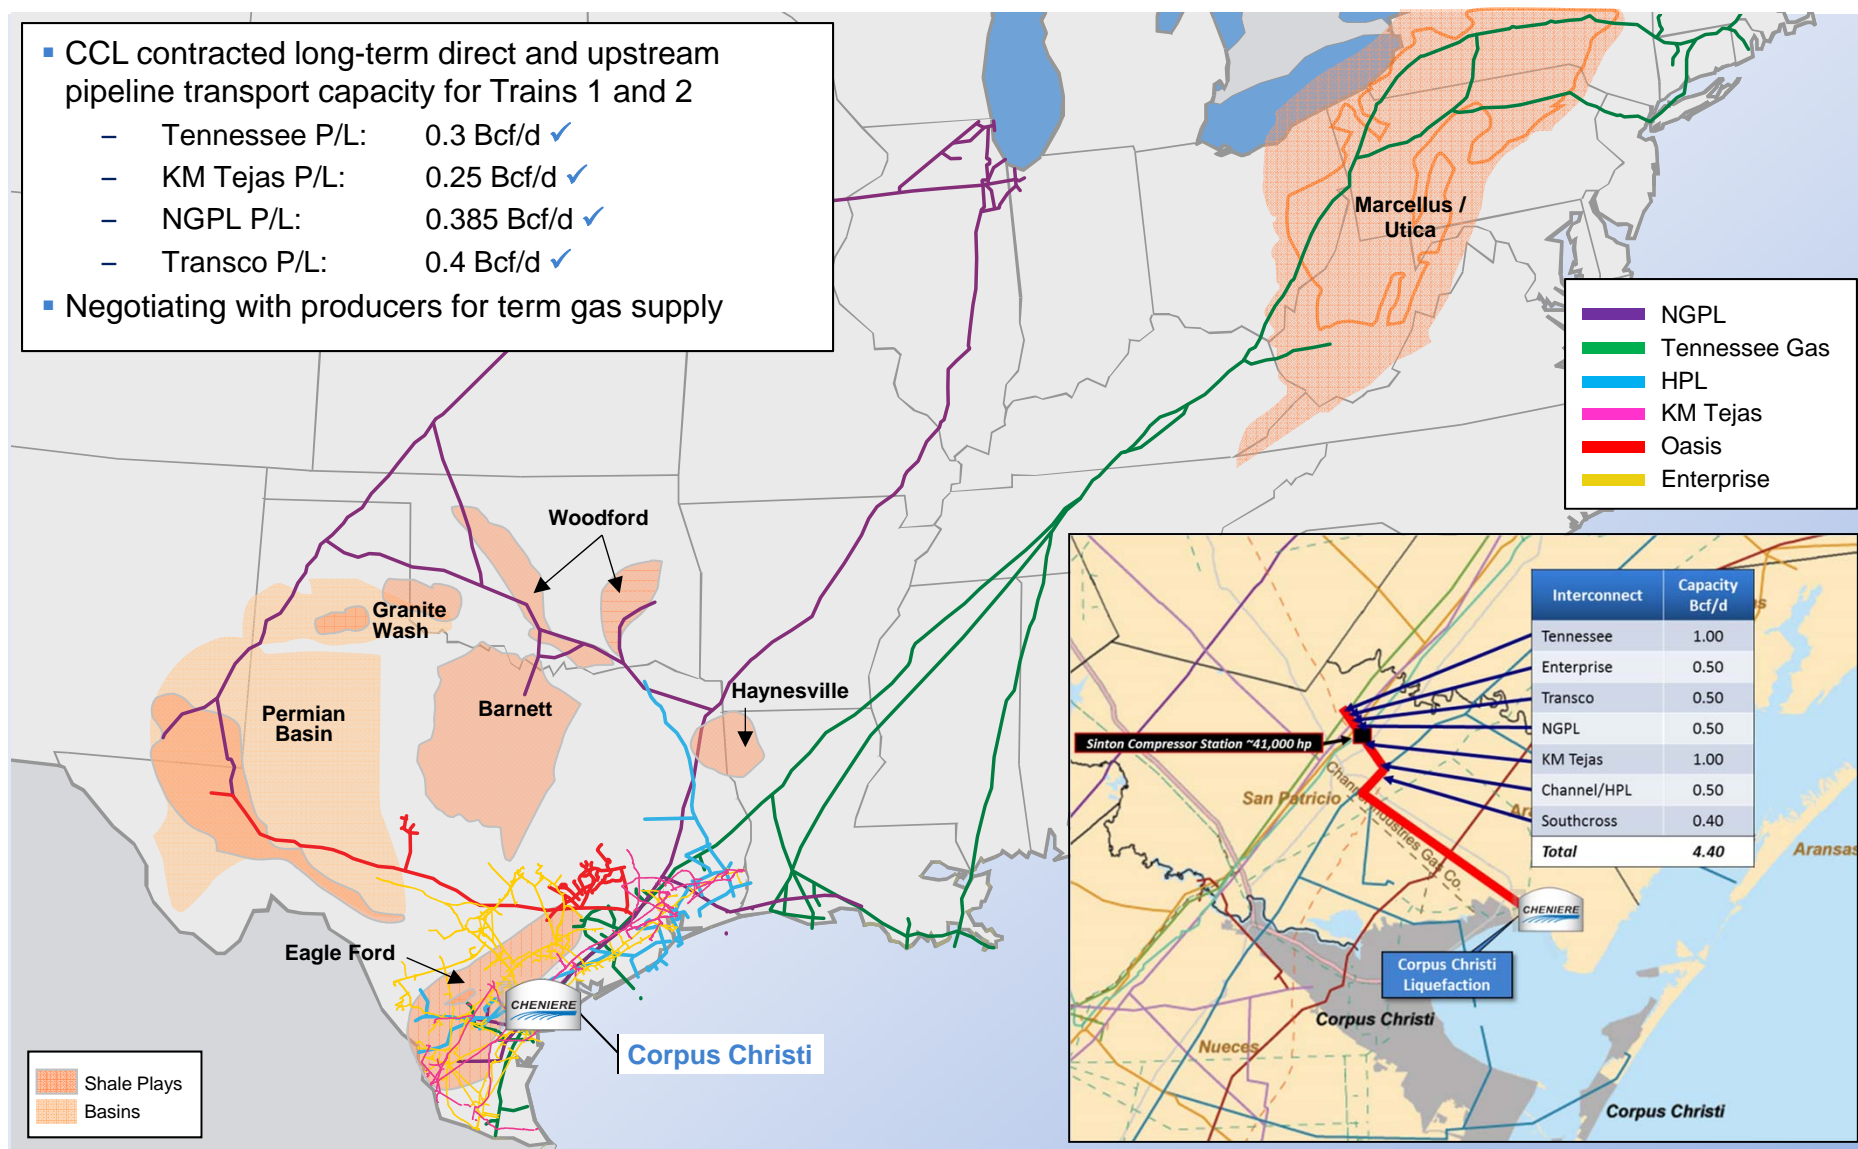 ▪ CCL contracted long-term direct and upstream
pipeline transport capacity for Trains 1 and 2
– Tennessee P/L: 0.3 Bcf/d ✓
– KM Tejas P/L: 0.25 Bcf/d ✓
– NGPL P/L: 0.385 Bcf/d ✓
– Transco P/L: 0.4 Bcf/d ✓
▪ Negotiating with producers for term gas supply
Marcellus /
Utica
NGPL
Tennessee Gas
HPL
KM Tejas
Oasis
Enterprise
Woodford
Granite
Wash
Permian
Basin
Barnett
Haynesville
Eagle Ford
CHENIERE
Corpus Christi
Shale Plays
Basins
Interconnect Capacity
Bcf/d
Tennessee 1.00
Enterprise 0.50
Transco 0.50
NGPL 0.50
KM Tejas 1.00
Channel/HPL 0.50
Southcross 0.40
Total 4.40
Sinton Compressor Station ~41,000 hp
San Patricio
Channel Industries Gas Co.
Aransas
CHENIERE
Corpus Christi
Liquefaction
Corpus Christi
Nueces
Corpus Christi